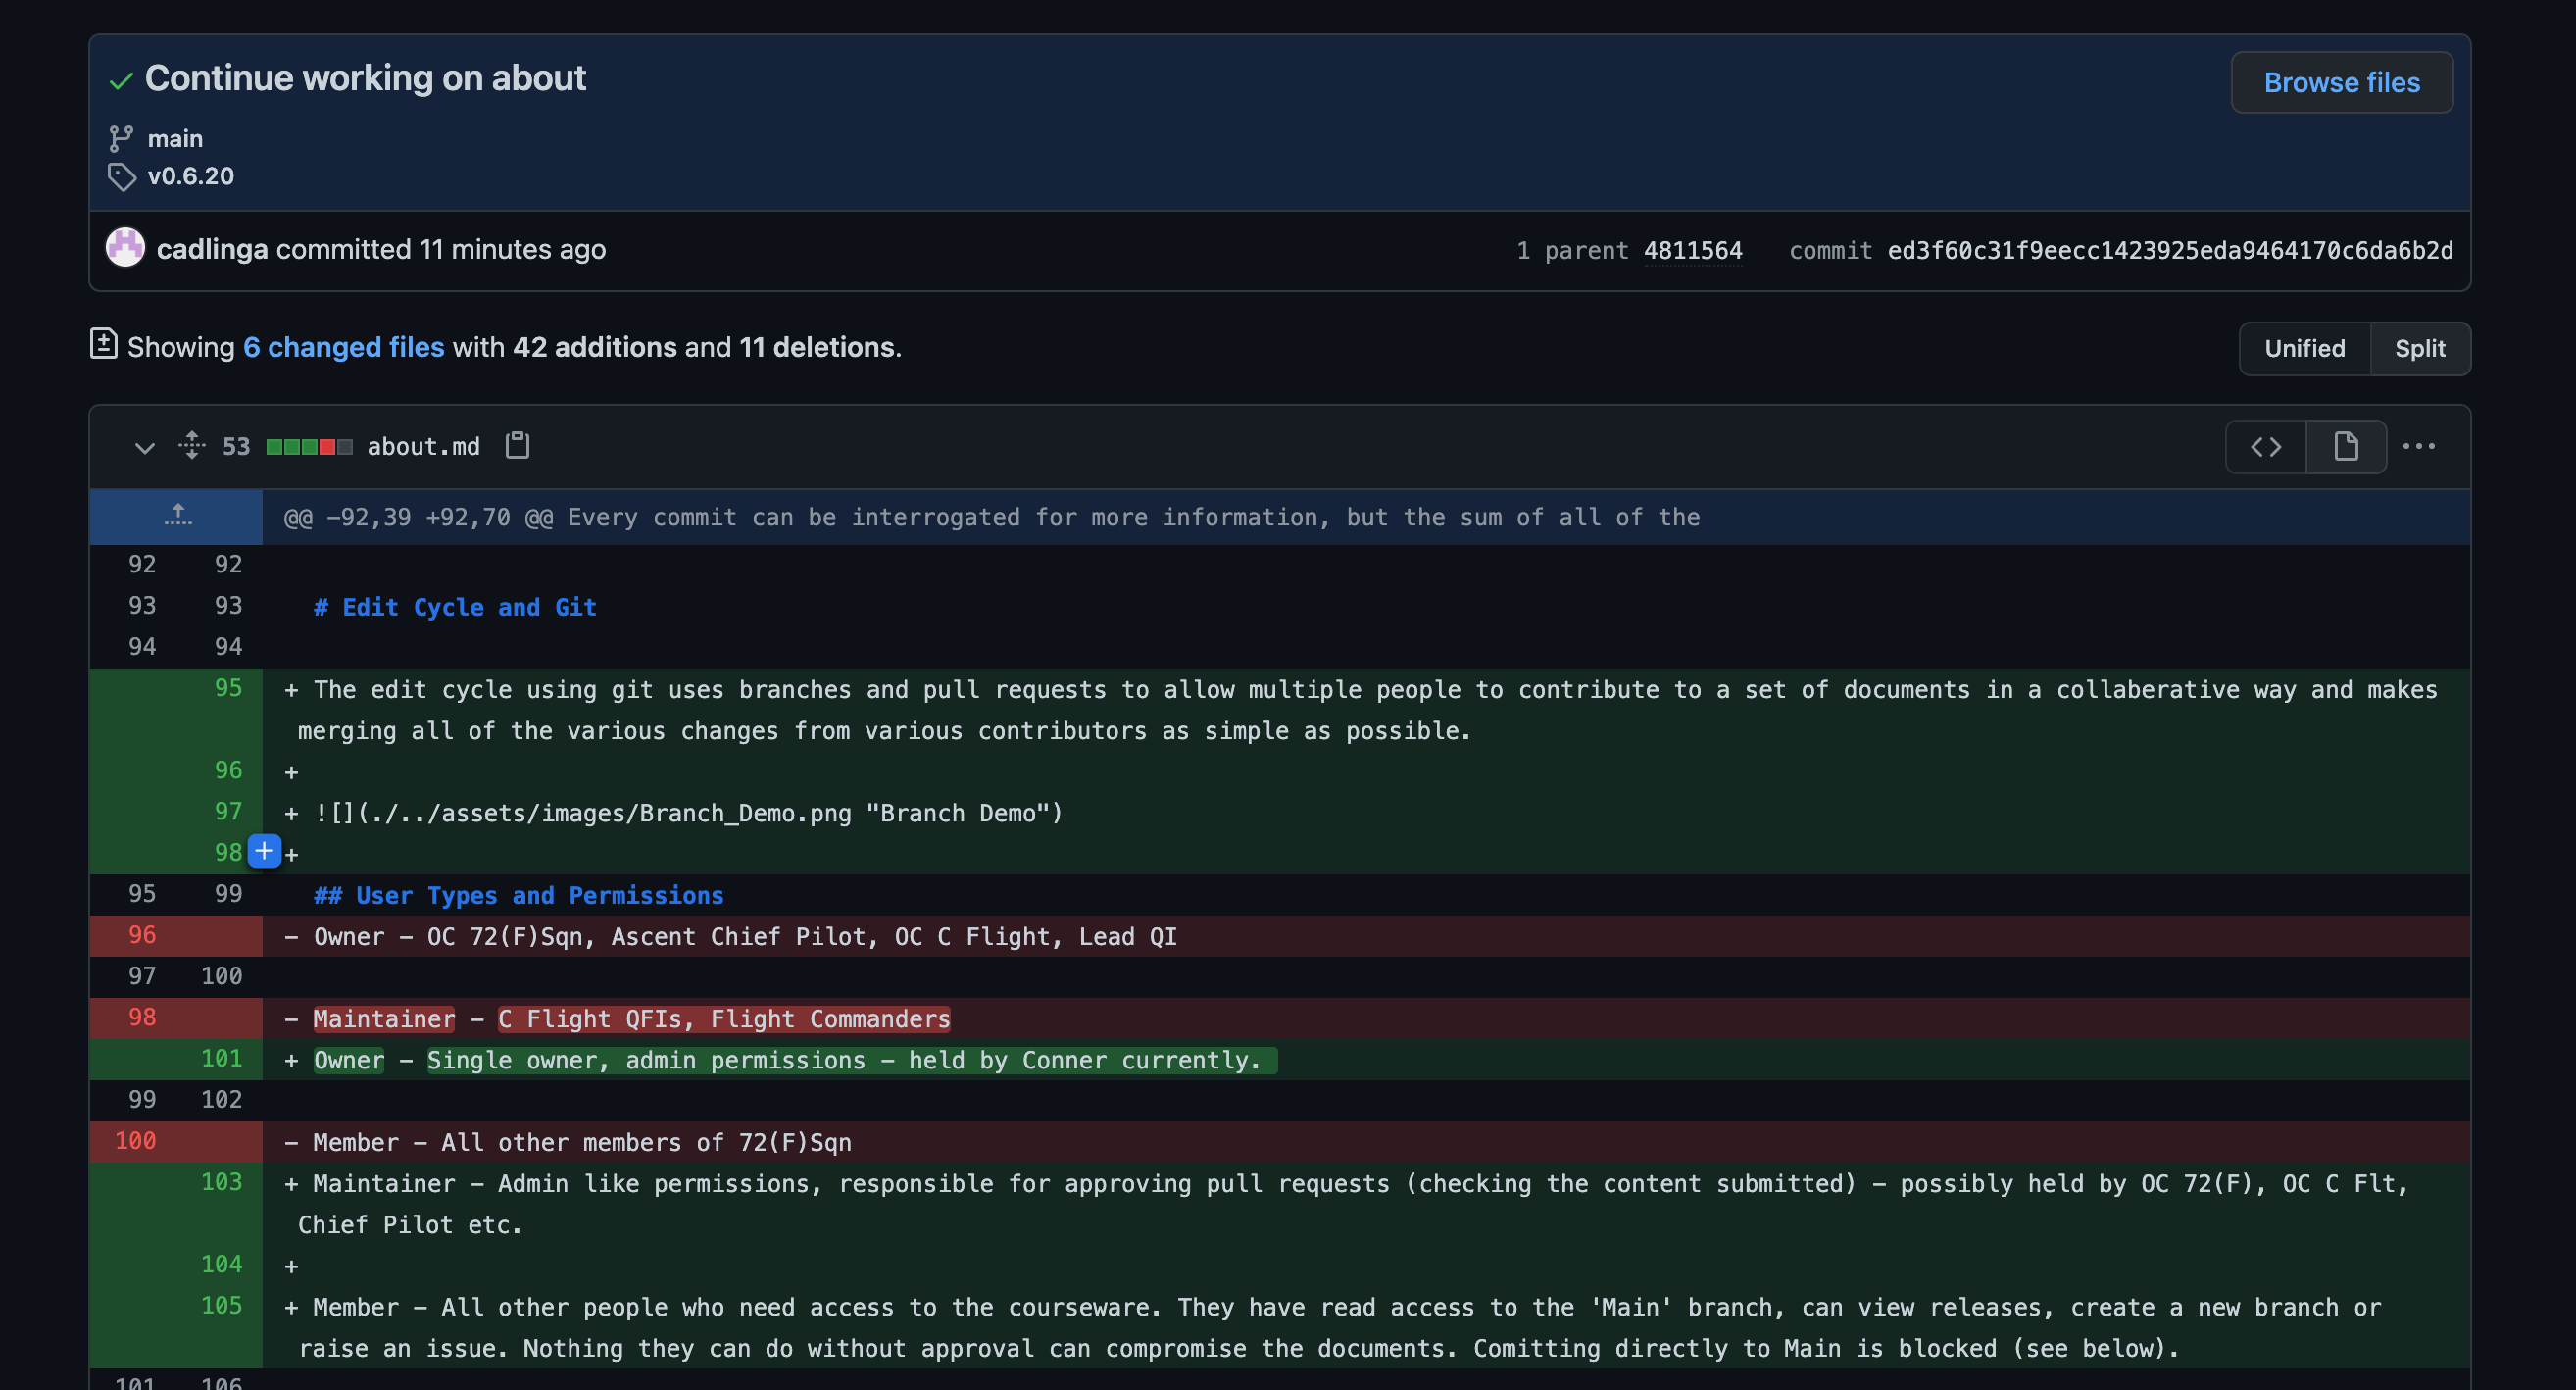 Continue working on about
Browse files
main
v0.6.20
cadlinga committed 11 minutes ago
1 parent 4811564 commit ed3f60c31f9eecc1423925eda9464170c6da6b2d
Showing 6 changed files with 42 additions and 11 deletions.
Unified Split
53 about.md
@@ -92,39 +92,70 @@ Every commit can be interrogated for more information, but the sum of all of the
92 92
93 93 # Edit Cycle and Git
94 94
95 + The edit cycle using git uses branches and pull requests to allow multiple people to contribute to a set of documents in a collaberative way and makes
merging all of the various changes from various contributors as simple as possible.
96 +
97 + ![](./../assets/images/Branch_Demo.png "Branch Demo")
98 + +
95 99 ## User Types and Permissions
96 - Owner - OC 72(F)Sqn, Ascent Chief Pilot, OC C Flight, Lead QI
97 100
98 - Maintainer - C Flight QFIs, Flight Commanders
101 + Owner - Single owner, admin permissions - held by Conner currently.
99 102
100 - Member - All other members of 72(F)Sqn
103 + Maintainer - Admin like permissions, responsible for approving pull requests (checking the content submitted) - possibly held by OC 72(F), OC C Flt,
Chief Pilot etc.
104 +
105 + Member - All other people who need access to the courseware. They have read access to the 'Main' branch, can view releases, create a new branch or
raise an issue. Nothing they can do without approval can compromise the documents. Comitting directly to Main is blocked (see below).
101 106